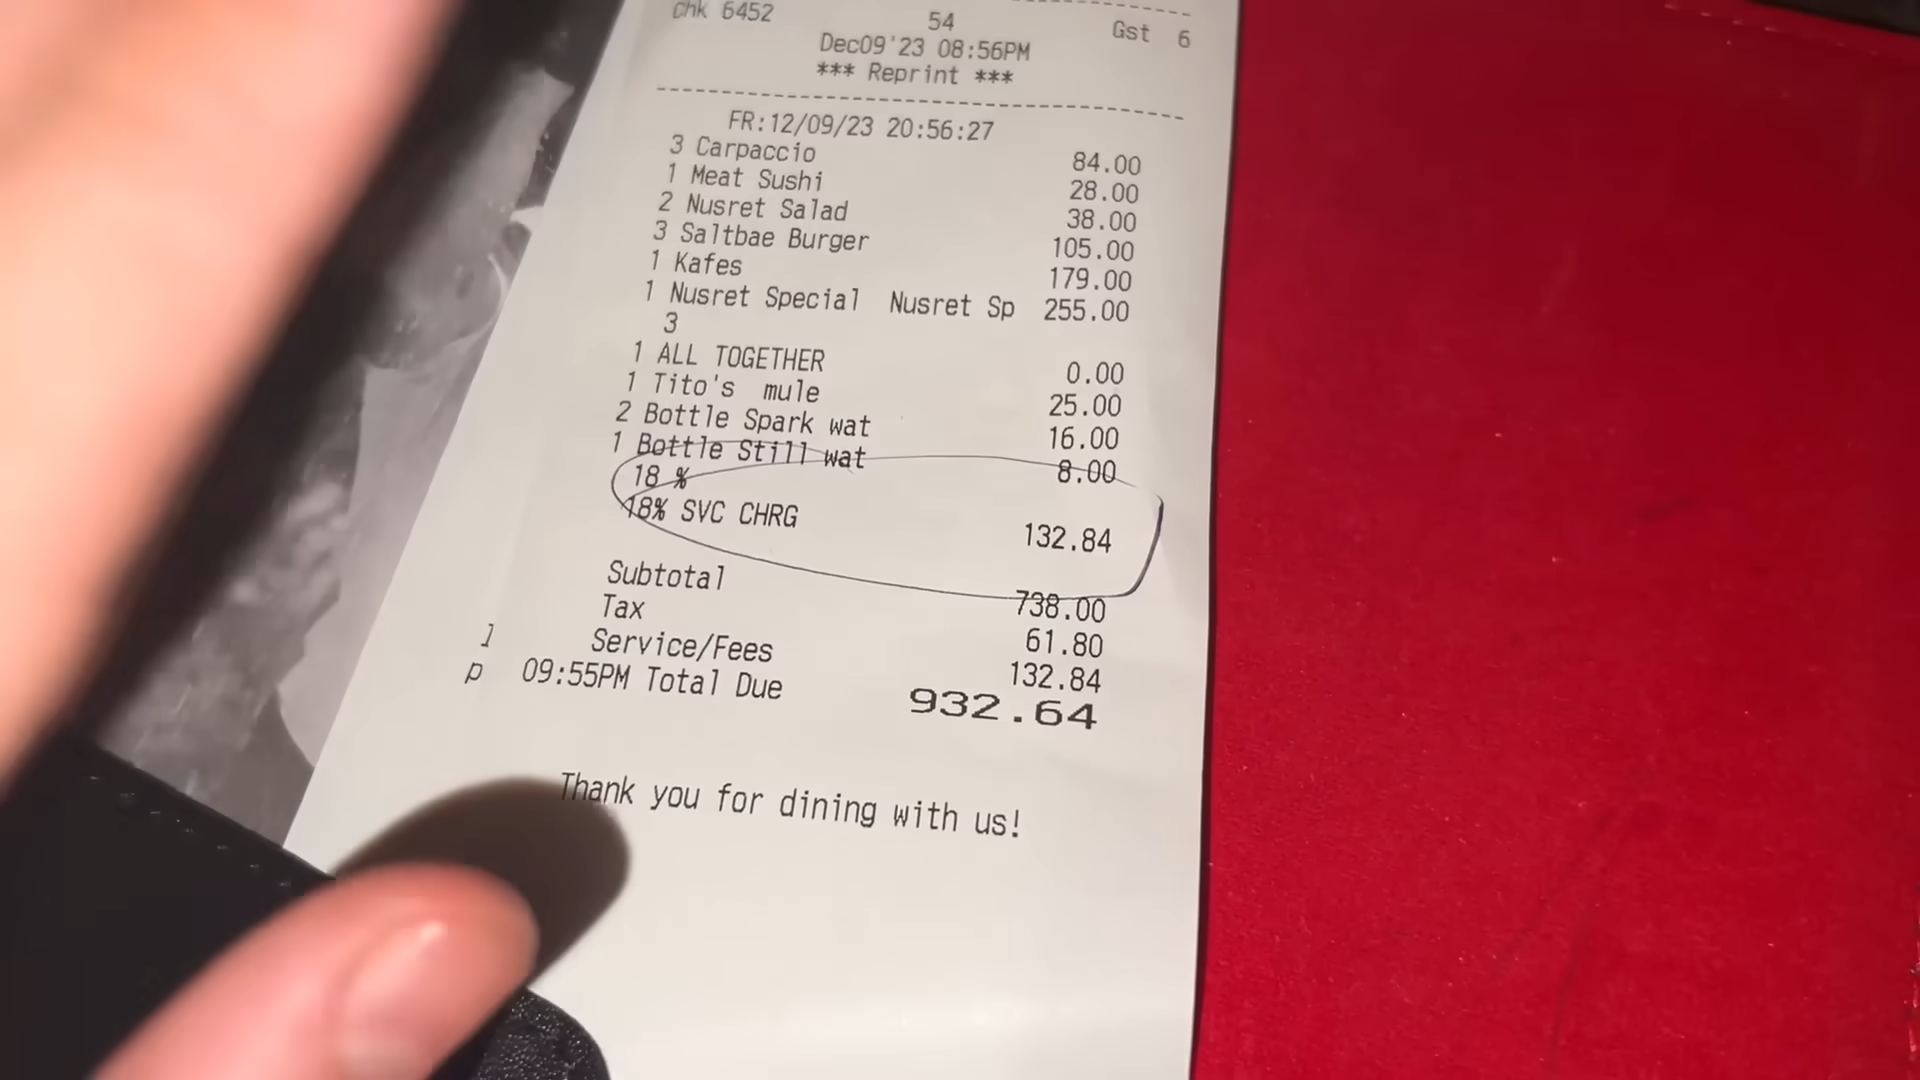 Chk 6452 54 Gst 6
Dec09'23 08:56PM
*** Reprint ***
FR:12/09/23 20:56:27
3 Carpaccio 84.00
1 Meat Sushi 28.00
2 Nusret Salad 38.00
3 Saltbae Burger 105.00
1 Kafes 179.00
1 Nusret Special Nusret Sp 255.00
3
1 ALL TOGETHER 0.00
1 Tito's mule 25.00
2 Bottle Spark wat 16.00
1 Bottle Still wat 8.00
18 %
18% SVC CHRG 132.84
Subtotal 738.00
Tax 61.80
Service/Fees 132.84
09:55PM Total Due 932.64
Thank you for dining with us!